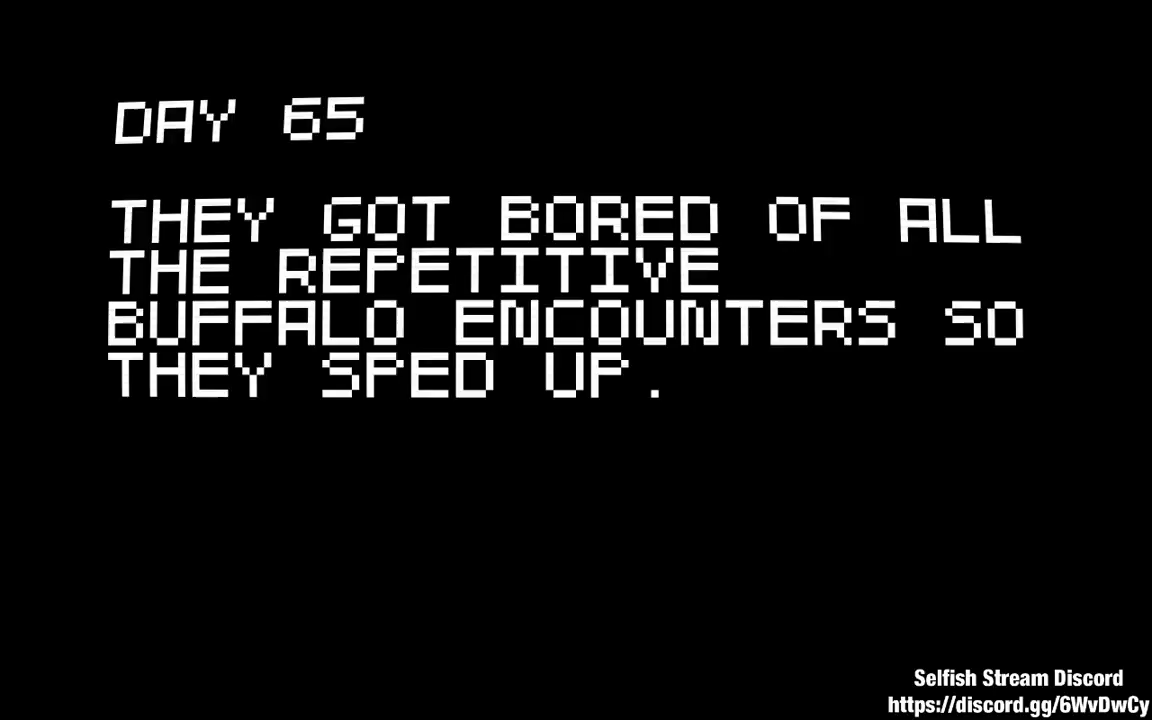 DAY 65
THEY GOT BORED OF ALL
THE REPETITIVE
BUFFALO ENCOUNTERS SO
THEY SPED UP.
Selfish Stream Discord
https://discord.gg/6WvDwCy